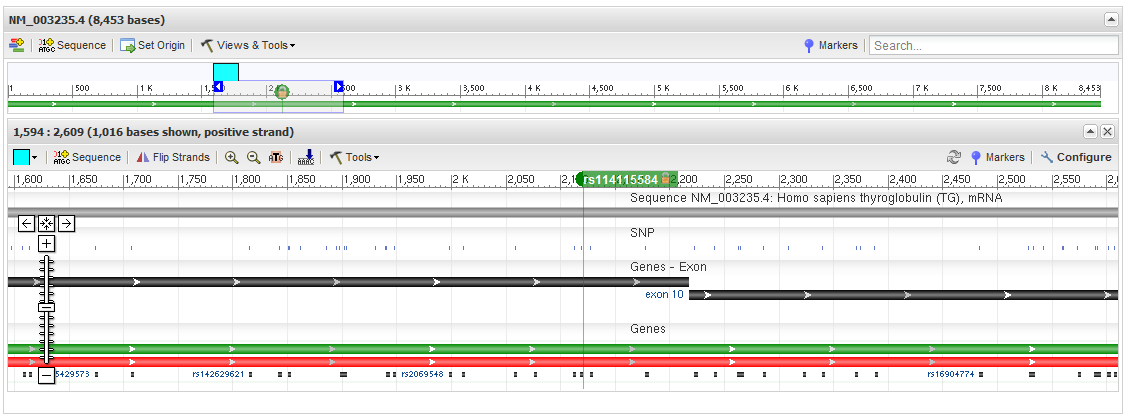 NM_003235.4 (8,453 bases)
Sequence Set Origin Views & Tools Markers Search...
1 500 1 K 1,5 2, 500 3 K 3,500 4 K 4,500 5 K 5,500 6 K 6,500 7 K 7,500 8 K 8,453
1,594 : 2,609 (1,016 bases shown, positive strand)
Sequence Flip Strands Tools Markers Configure
1,600 1,650 1,700 1,750 1,800 1,850 1,900 1,950 2 K 2,050 2,1 rs114115584 2,200 2,250 2,300 2,350 2,400 2,450 2,500 2,550
Sequence NM_003235.4: Homo sapiens thyroglobulin (TG), mRNA
SNP
Genes - Exon
exon 10
Genes
5429573 rs142629621 rs2069548 rs16904774